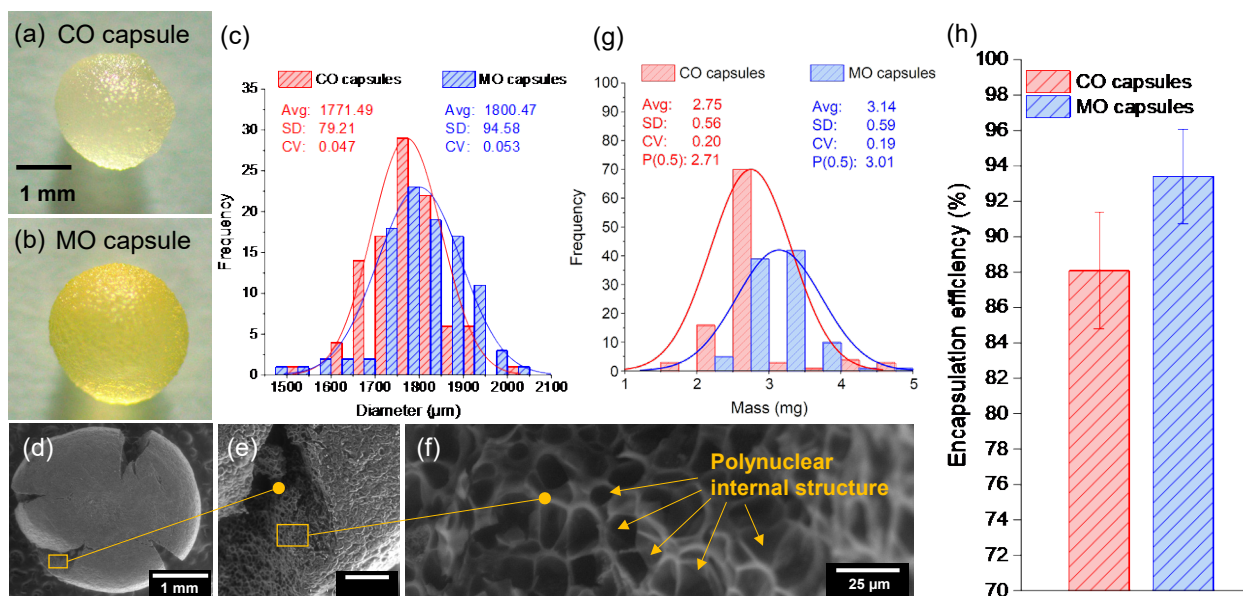 (a) CO capsule
1 mm
(b) MO capsule
(c)
CO capsules
MO capsules
Avg: 1771.49
SD: 79.21
CV: 0.047
Avg: 1800.47
SD: 94.58
CV: 0.053
35
30
25
20
15
10
5
0
Frequency
1500 1600 1700 1800 1900 2000 2100
Diameter (µm)
(g)
CO capsules
MO capsules
Avg: 2.75
SD: 0.56
CV: 0.20
P(0.5): 2.71
3.14
0.59
0.19
3.01
Avg:
SD:
CV:
P(0.5):
100
90
80
70
60
50
40
30
20
10
0
Frequency
1 2 3 4 5
Mass (mg)
(h)
CO capsules
MO capsules
100
98
96
94
92
90
88
86
84
82
80
78
76
74
72
70
Encapsulation efficiency (%)
(d)
1 mm
(e)
(f)
Polynuclear
internal structure
25 µm